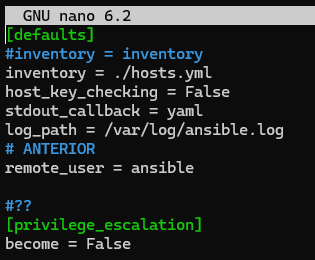 GNU nano 6.2
[defaults]
#inventory = inventory
inventory = ./hosts.yml
host_key_checking = False
stdout_callback = yaml
log_path = /var/log/ansible.log
# ANTERIOR
remote_user = ansible
#??
[privilege_escalation]
become = False